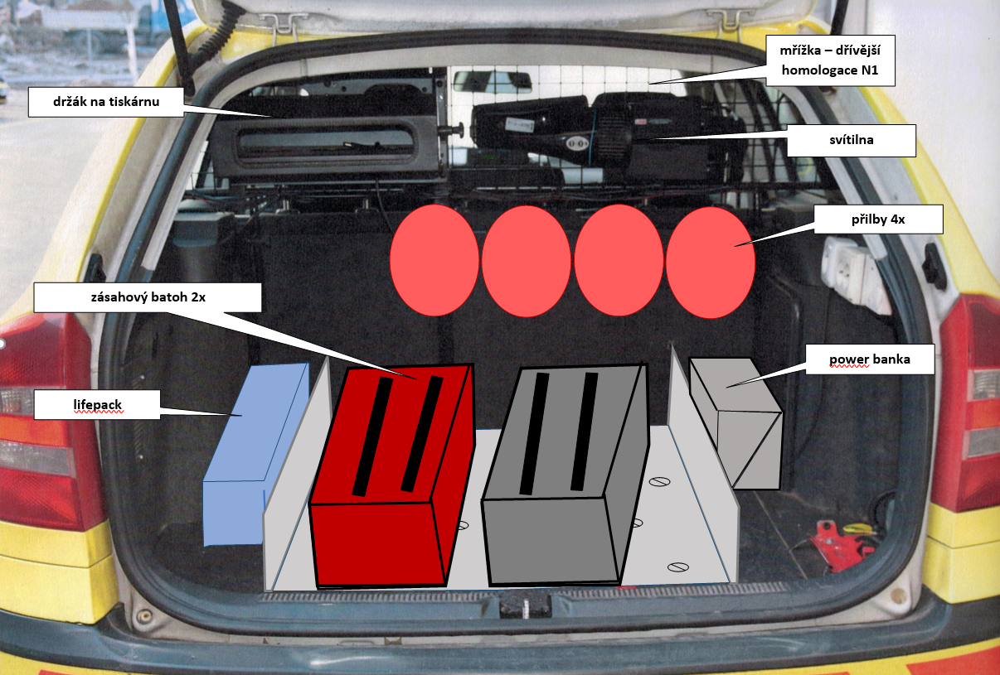 mřížka – dřívější
homologace N1
držák na tiskárnu
svítilna
přilby 4x
zásahový batoh 2x
power banka
lifepack